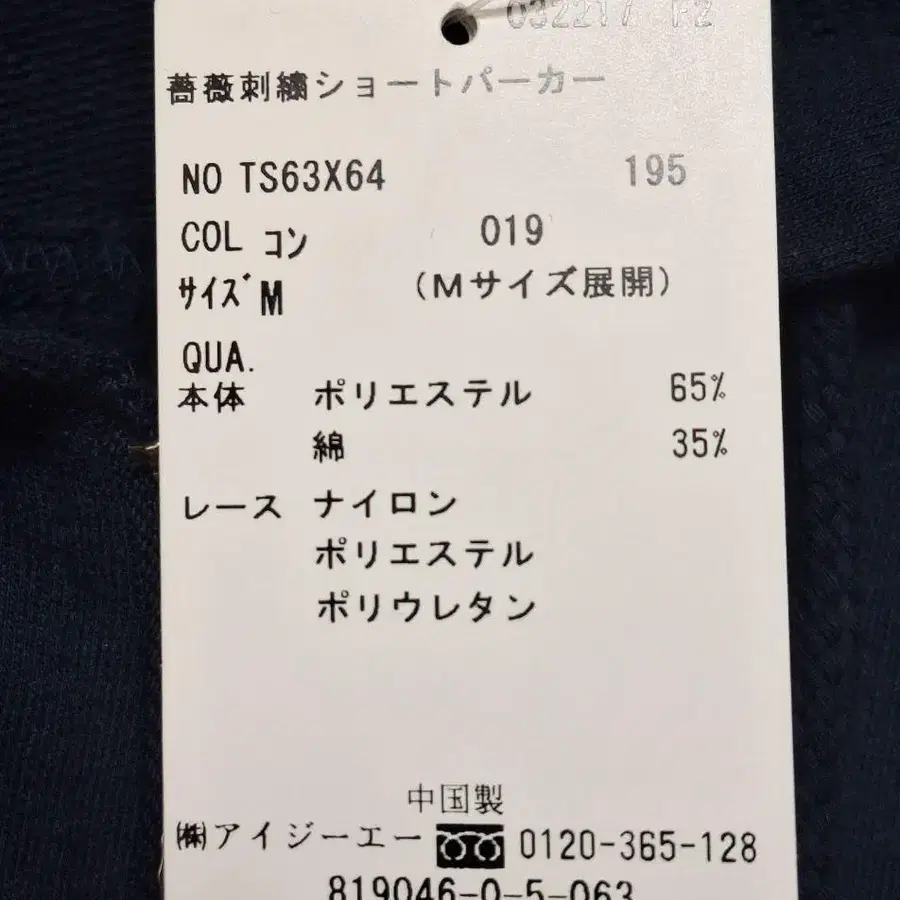 032217 F2
薔薇刺繍ショートパーカー
NO TS63X64 195
COL コン 019
サイズ M (Mサイズ展開)
QUA.
本体 ポリエステル 65%
綿 35%
レース ナイロン
ポリエステル
ポリウレタン
中国製
㈱アイジーエー 0120-365-128
819046-0-5-063